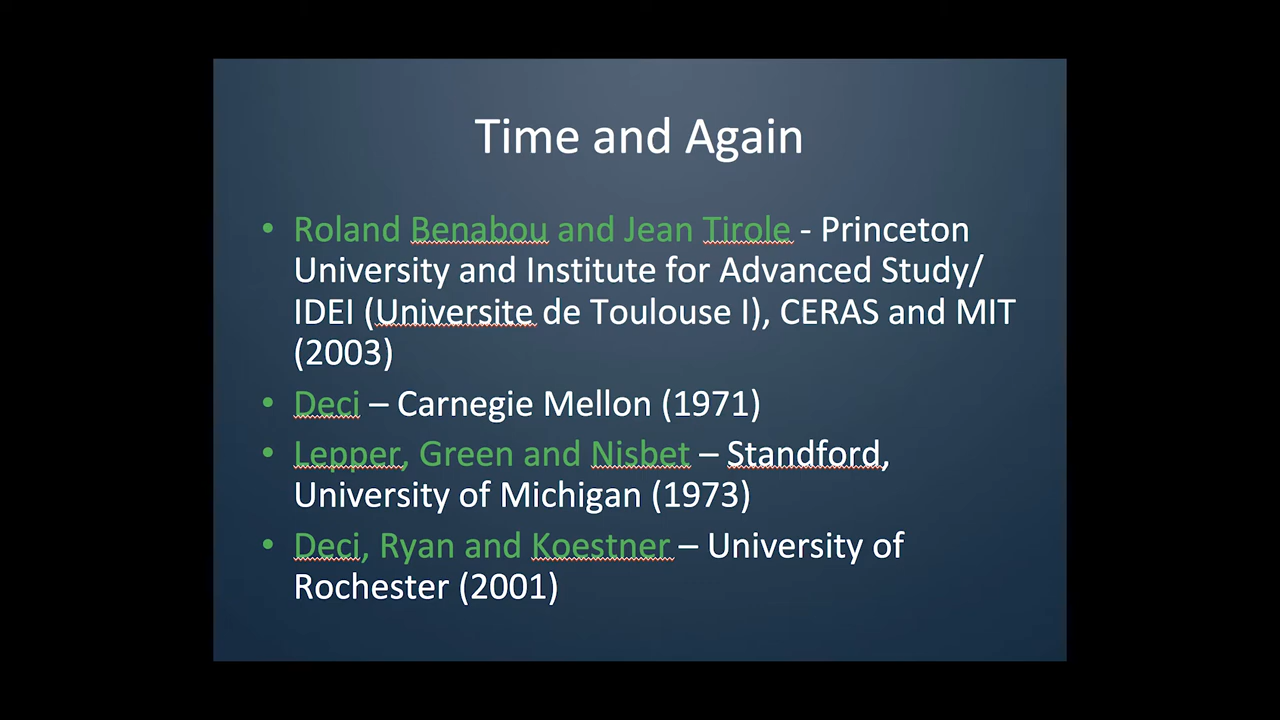 Time and Again
• Roland Benabou and Jean Tirole - Princeton
University and Institute for Advanced Study/
IDEI (Universite de Toulouse I), CERAS and MIT
(2003)
• Deci – Carnegie Mellon (1971)
• Lepper, Green and Nisbet – Standford,
University of Michigan (1973)
• Deci, Ryan and Koestner – University of
Rochester (2001)